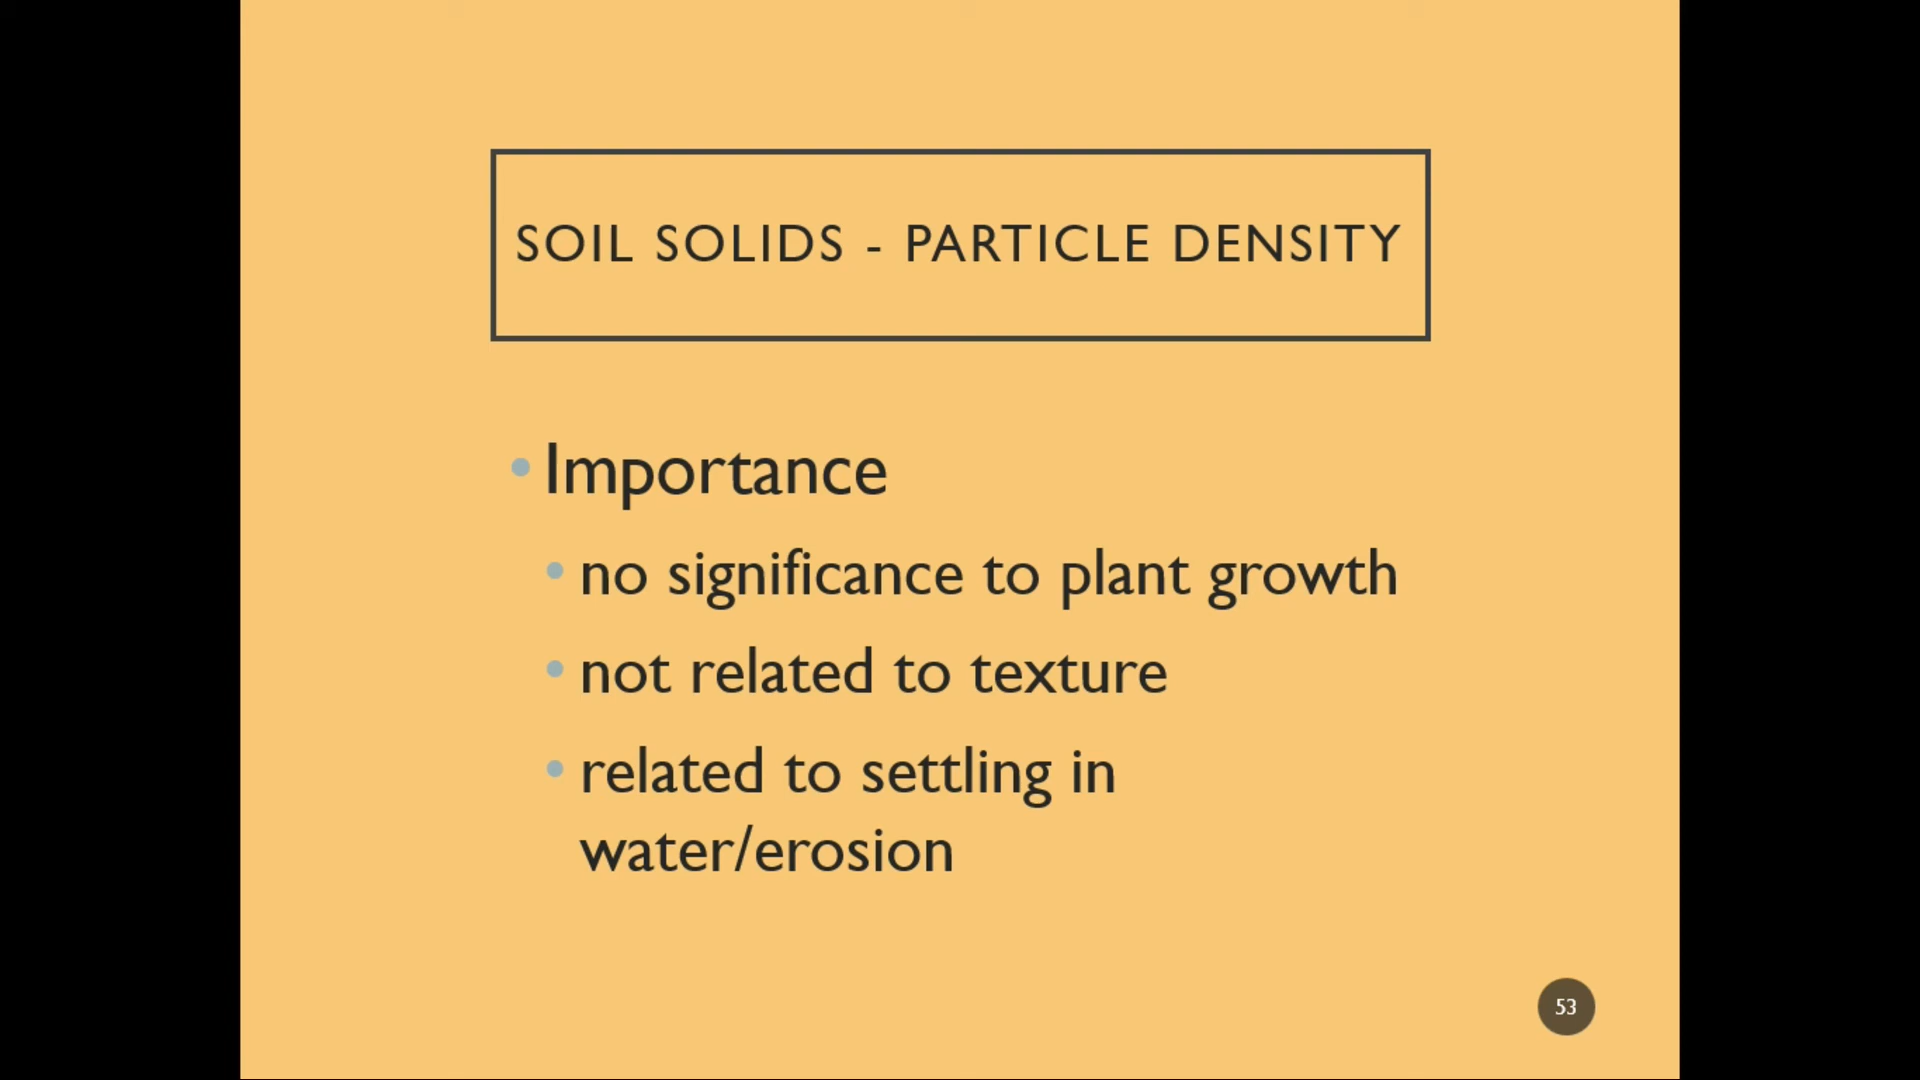 SOIL SOLIDS - PARTICLE DENSITY
• Importance
• no significance to plant growth
• not related to texture
• related to settling in
water/erosion
53